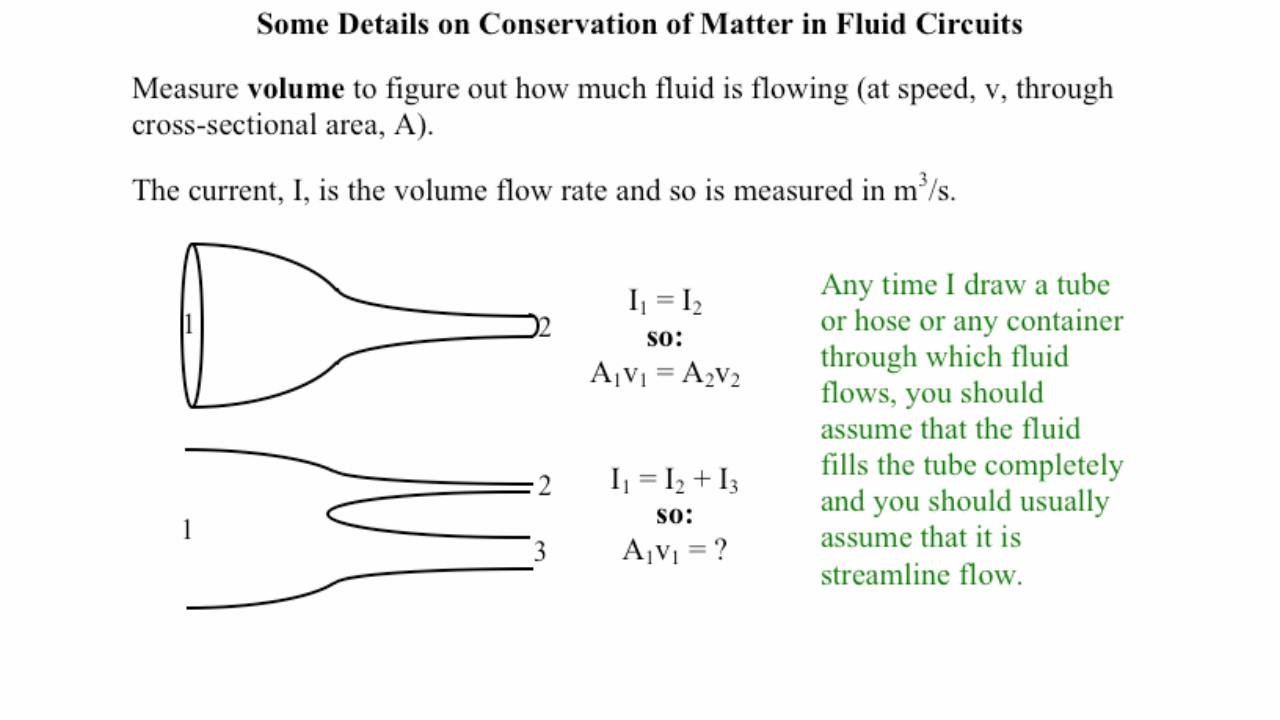 Some Details on Conservation of Matter in Fluid Circuits
Measure volume to figure out how much fluid is flowing (at speed, v, through
cross-sectional area, A).
The current, I, is the volume flow rate and so is measured in m³/s.
1
2
I₁ = I₂
so:
A₁v₁ = A₂v₂
1
2
3
I₁ = I₂ + I₃
so:
A₁v₁ = ?
Any time I draw a tube
or hose or any container
through which fluid
flows, you should
assume that the fluid
fills the tube completely
and you should usually
assume that it is
streamline flow.